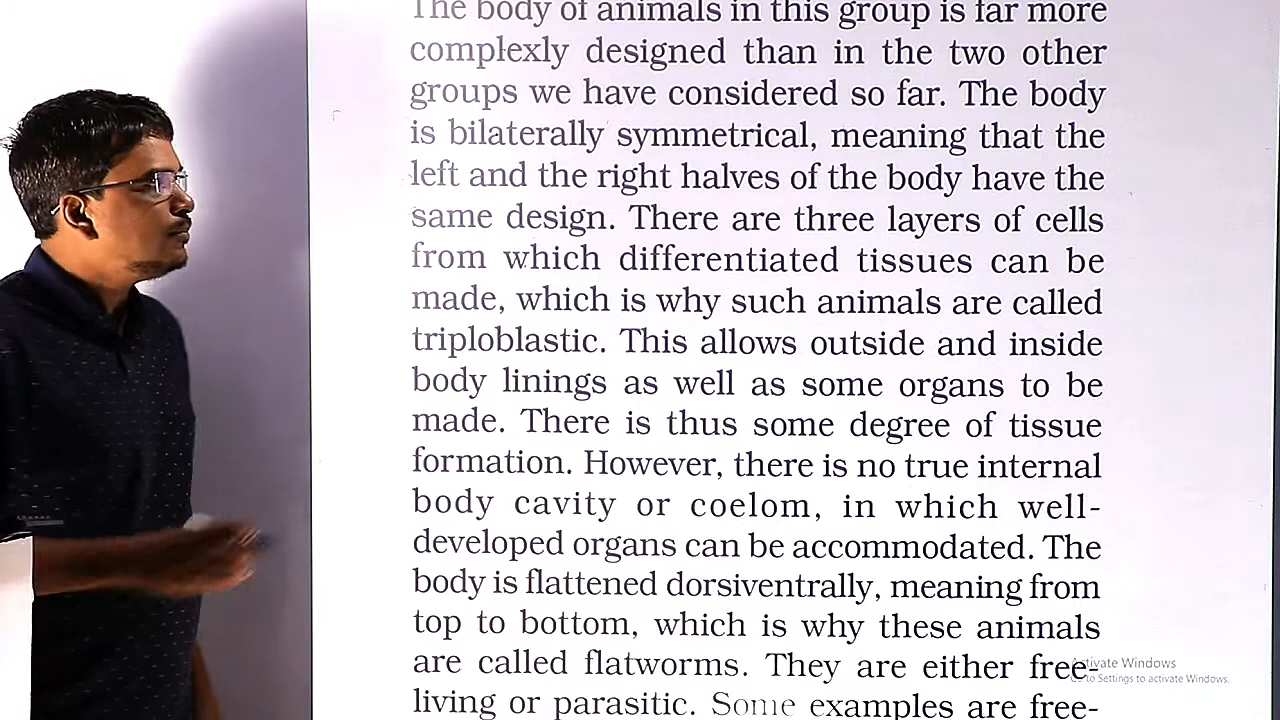 The body of animals in this group is far more
complexly designed than in the two other
groups we have considered so far. The body
is bilaterally symmetrical, meaning that the
left and the right halves of the body have the
same design. There are three layers of cells
from which differentiated tissues can be
made, which is why such animals are called
triploblastic. This allows outside and inside
body linings as well as some organs to be
made. There is thus some degree of tissue
formation. However, there is no true internal
body cavity or coelom, in which well-
developed organs can be accommodated. The
body is flattened dorsiventrally, meaning from
top to bottom, which is why these animals
are called flatworms. They are either free-
living or parasitic. Some examples are free-
Activate Windows
Go to Settings to activate Windows.